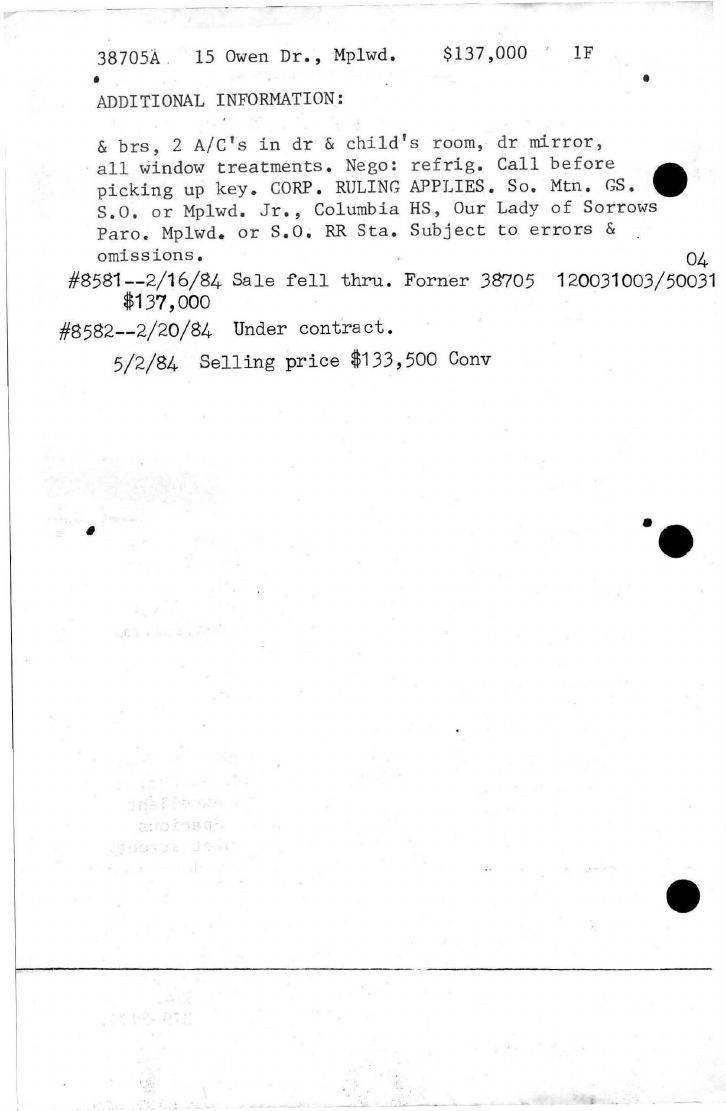 38705A 15 Owen Dr., Mplwd. $137,000 1F
ADDITIONAL INFORMATION:
& brs, 2 A/C's in dr & child's room, dr mirror,
all window treatments. Nego: refrig. Call before
picking up key. CORP. RULING APPLIES. So. Mtn. GS.
S.O. or Mplwd. Jr., Columbia HS, Our Lady of Sorrows
Paro. Mplwd. or S.O. RR Sta. Subject to errors &
omissions.
04
#8581--2/16/84 Sale fell thru. Forner 38705 120031003/50031
$137,000
#8582--2/20/84 Under contract.
5/2/84 Selling price $133,500 Conv